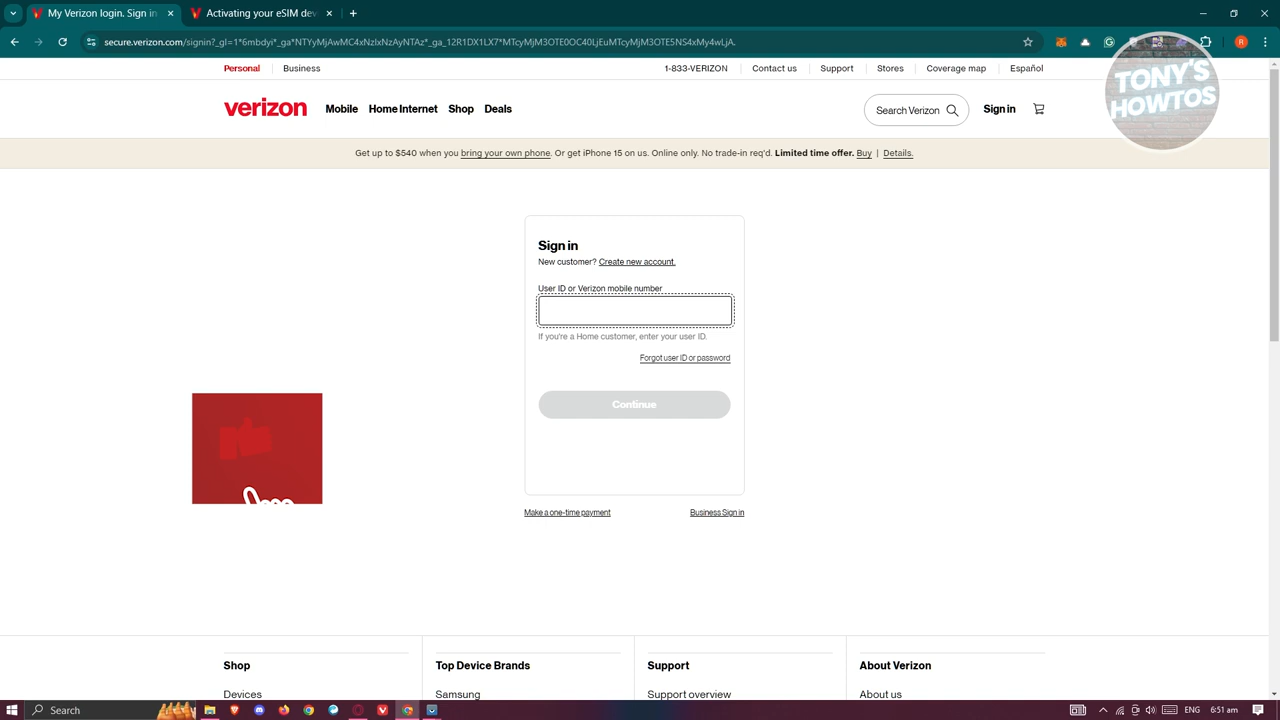 My Verizon login. Sign in
Activating your eSIM dev
secure.verizon.com/signin?_gl=1*6mbdyi*_ga*NTYyMjAwMC4xNzIxNzAyNTAz*_ga_12R1DX1LX7*MTcyMjM3OTE0OC40LjEuMTcyMjM3OTE5NS4xMy4wLjA.
Personal Business 1-833-VERIZON Contact us Support Stores Coverage map Español
TONY'S
HOWTOS
verizon Mobile Home Internet Shop Deals Search Verizon Sign in
Get up to $540 when you bring your own phone. Or get iPhone 15 on us. Online only. No trade-in req'd. Limited time offer. Buy | Details.
Sign in
New customer? Create new account.
User ID or Verizon mobile number
If you're a Home customer, enter your user ID.
Forgot user ID or password
Continue
Make a one-time payment Business Sign in
Shop Top Device Brands Support About Verizon
Devices Samsung Support overview About us
Search ENG 6:51 am